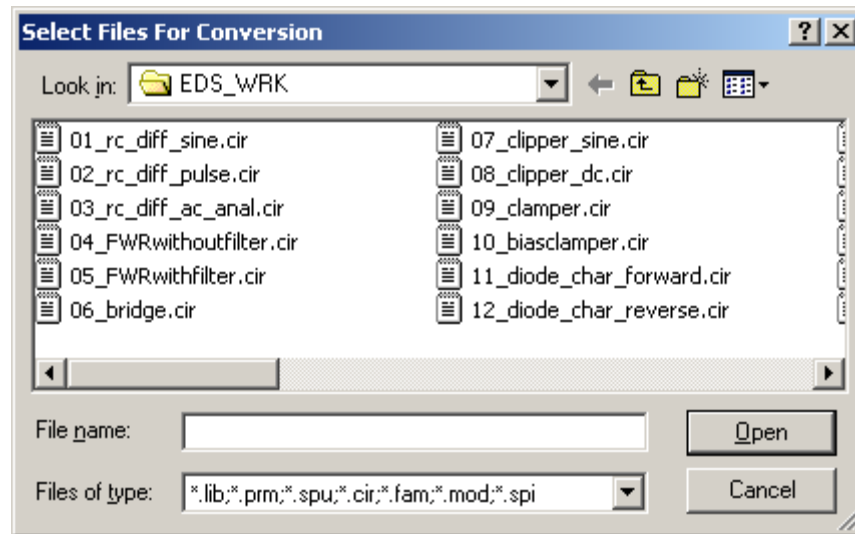 Select Files For Conversion
Look in: EDS_WRK
01_rc_diff_sine.cir
02_rc_diff_pulse.cir
03_rc_diff_ac_anal.cir
04_FWRwithoutfilter.cir
05_FWRwithfilter.cir
06_bridge.cir
07_clipper_sine.cir
08_clipper_dc.cir
09_clamper.cir
10_biasclamper.cir
11_diode_char_forward.cir
12_diode_char_reverse.cir
File name:
Open
Files of type: *.lib;*.prm;*.spu;*.cir;*.fam;*.mod;*.spi
Cancel